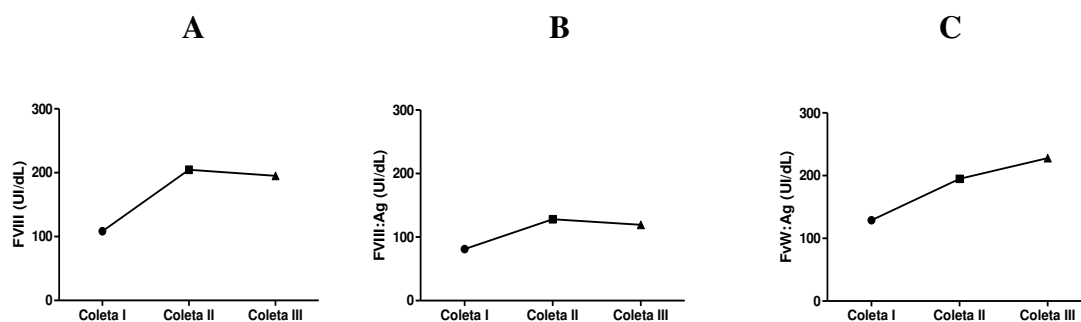 A
B
C
FVIII (UI/dL)
300
200
100
0
Coleta I Coleta II Coleta III
FVIII:Ag (UI/dL)
300
200
100
0
Coleta I Coleta II Coleta III
FvW:Ag (UI/dL)
300
200
100
0
Coleta I Coleta II Coleta III